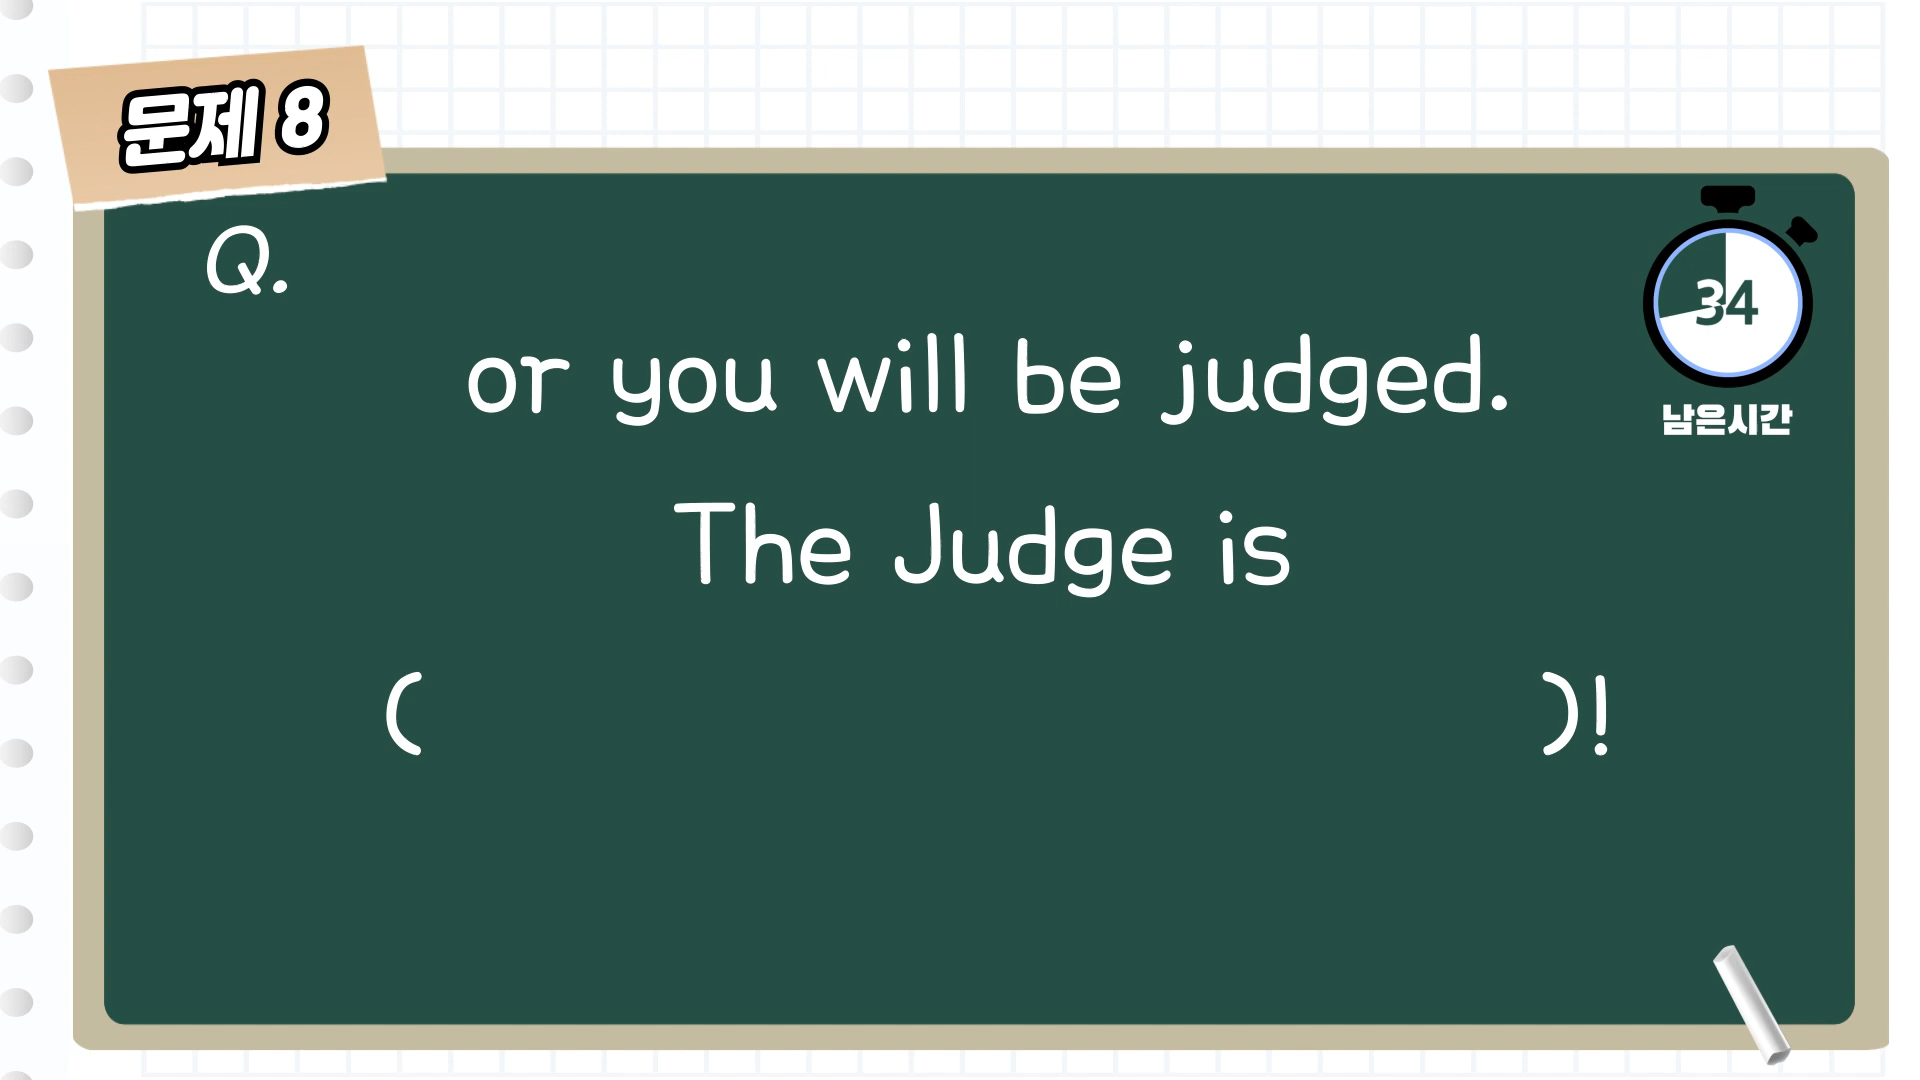 문제 8
Q.
34
남은시간
or you will be judged.
The Judge is
( )!